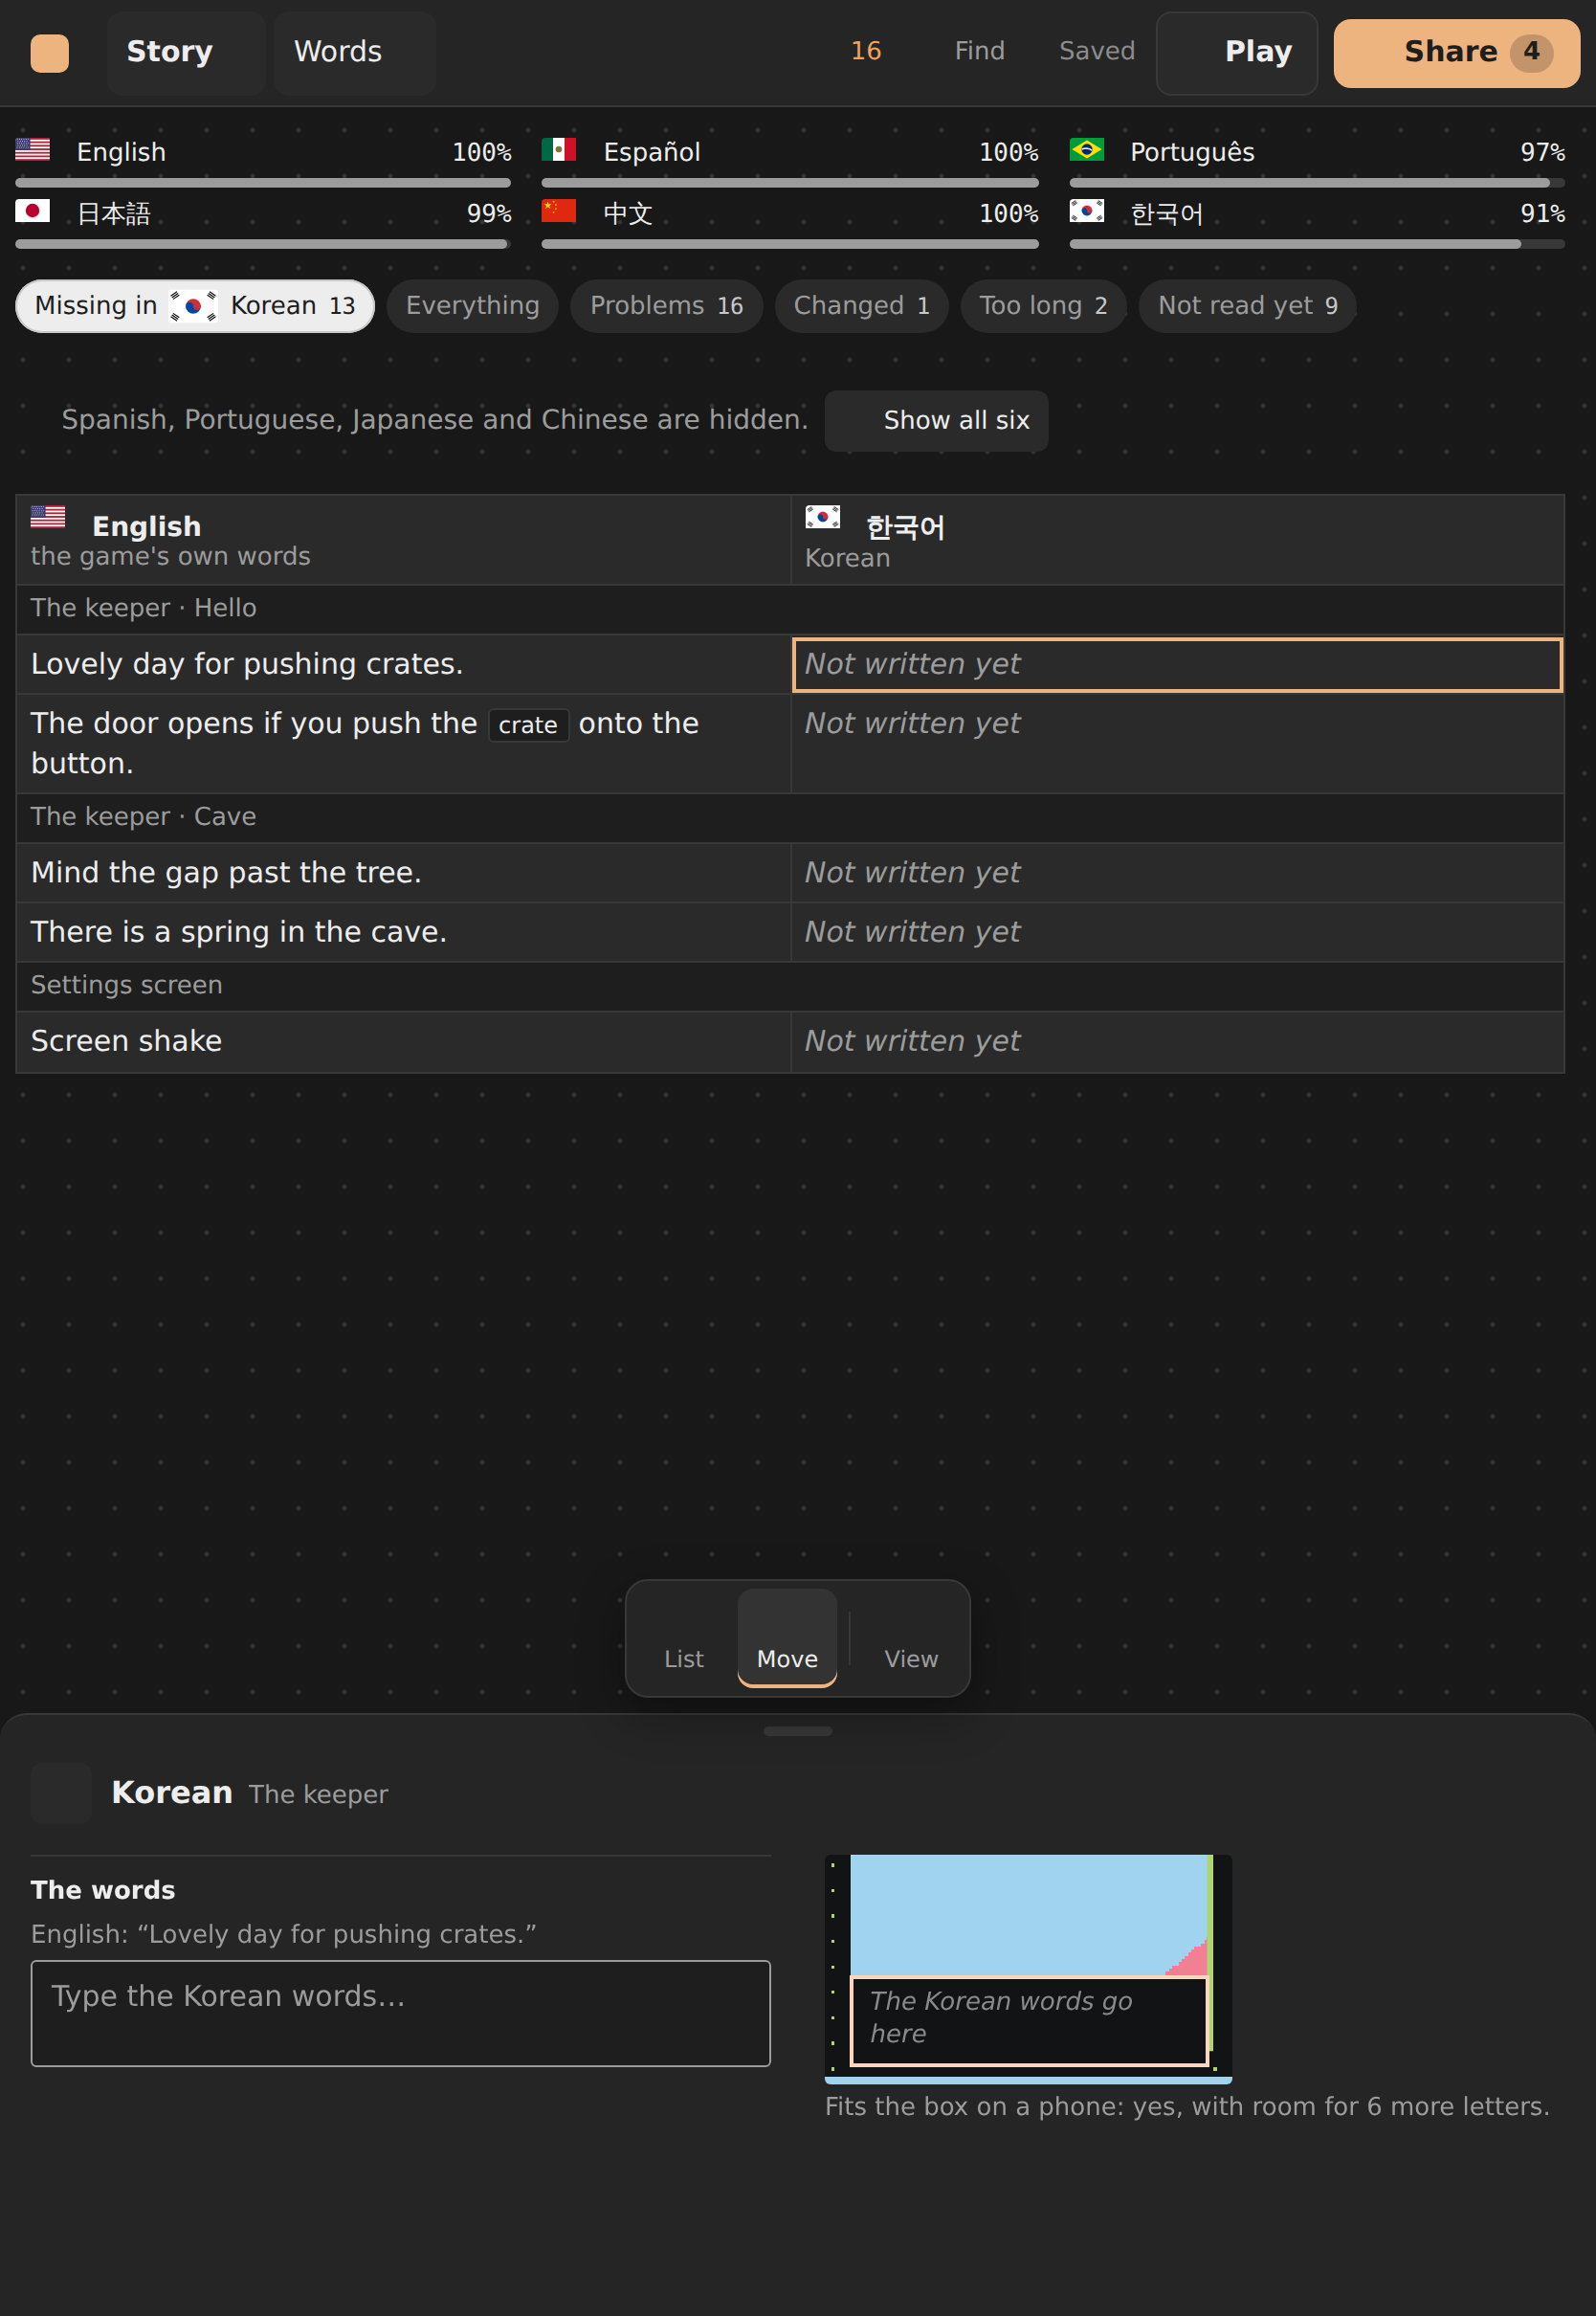 Story Words 16 Find Saved Play Share 4
English 100% Español 100% Português 97%
日本語 99% 中文 100% 한국어 91%
Missing in Korean 13 Everything Problems 16 Changed 1 Too long 2 Not read yet 9
Spanish, Portuguese, Japanese and Chinese are hidden. Show all six
English 한국어
the game's own words Korean
The keeper · Hello
Lovely day for pushing crates. Not written yet
The door opens if you push the crate onto the Not written yet
button.
The keeper · Cave
Mind the gap past the tree. Not written yet
There is a spring in the cave. Not written yet
Settings screen
Screen shake Not written yet
List Move View
Korean The keeper
The words
English: “Lovely day for pushing crates.”
Type the Korean words...
The Korean words go
here
Fits the box on a phone: yes, with room for 6 more letters.